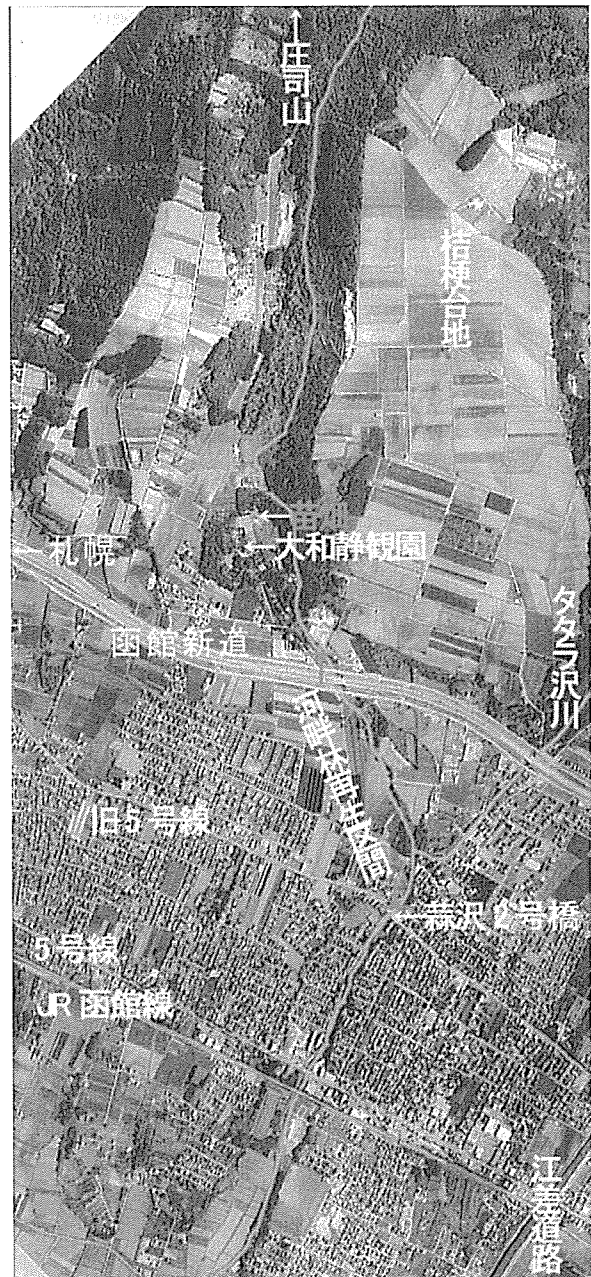 ↑庄司山
桔梗台地
←大和静観園
←札幌
函館新道
タタラ沢川
河畔林再生区間
旧5号線
←蒜沢2号橋
5号線
JR函館線
江差道路